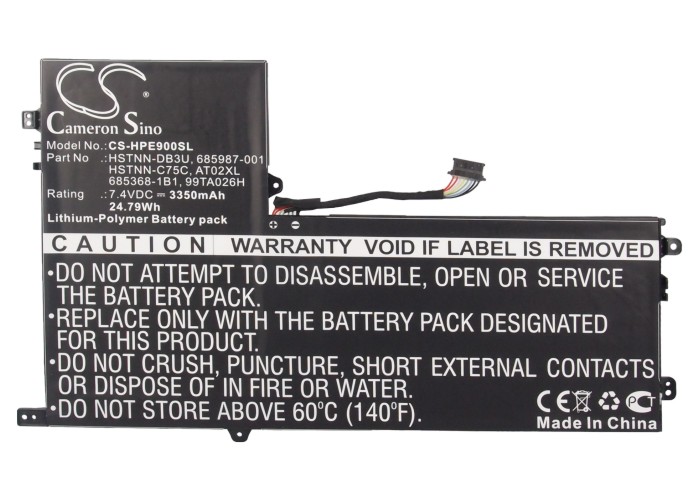 CS
Cameron Sino
Model No: CS-HPE900SL
Part No: HSTNN-DB3U, 685987-001
HSTNN-C75C, AT02XL
685368-1B1, 99TA026H
Rating: 7.4VDC ⎓ 3350mAh
24.79Wh
Lithium-Polymer Battery pack
CAUTION WARRANTY VOID IF LABEL IS REMOVED
•DO NOT ATTEMPT TO DISASSEMBLE, OPEN OR SERVICE
THE BATTERY PACK.
•REPLACE ONLY WITH THE BATTERY PACK DESIGNATED
FOR THIS PRODUCT.
•DO NOT CRUSH, PUNCTURE, SHORT EXTERNAL CONTACTS
OR DISPOSE OF IN FIRE OR WATER.
•DO NOT STORE ABOVE 60°C (140°F).
CE
Made In China